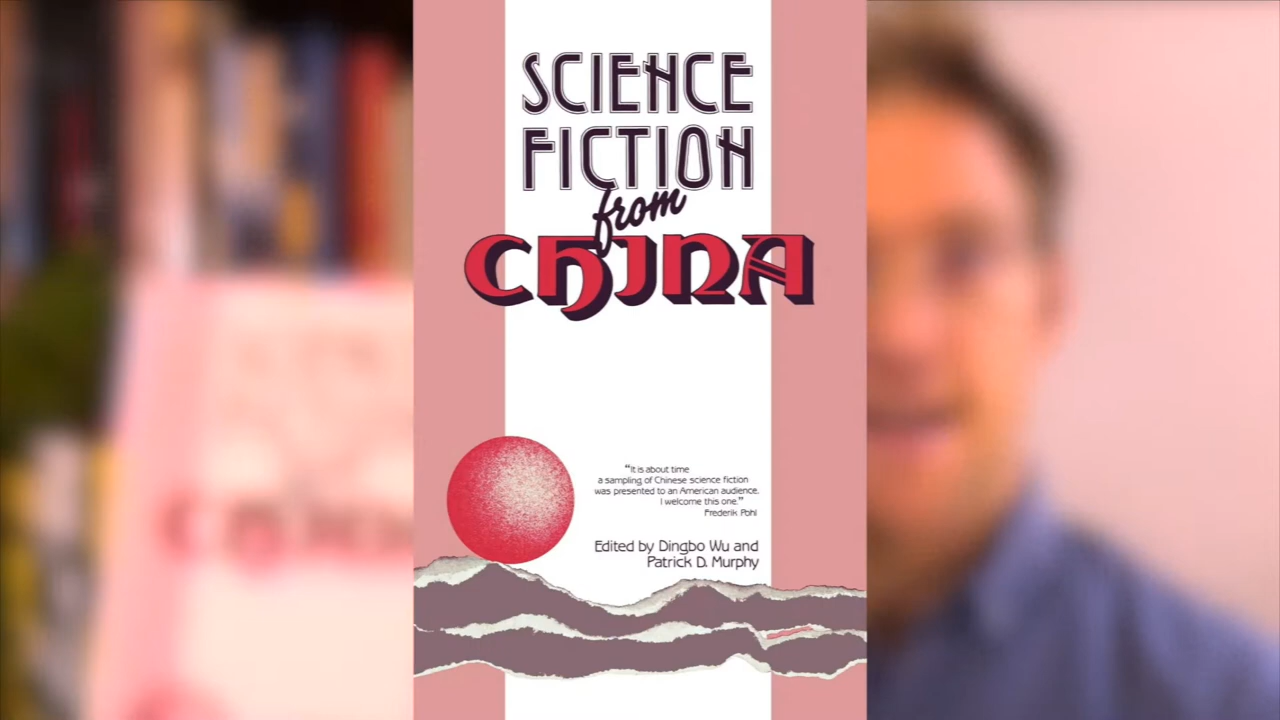 SCIENCE
FICTION
from
CHINA
"It is about time
a sampling of Chinese science fiction
was presented to an American audience.
I welcome this one."
Frederik Pohl
Edited by Dingbo Wu and
Patrick D. Murphy